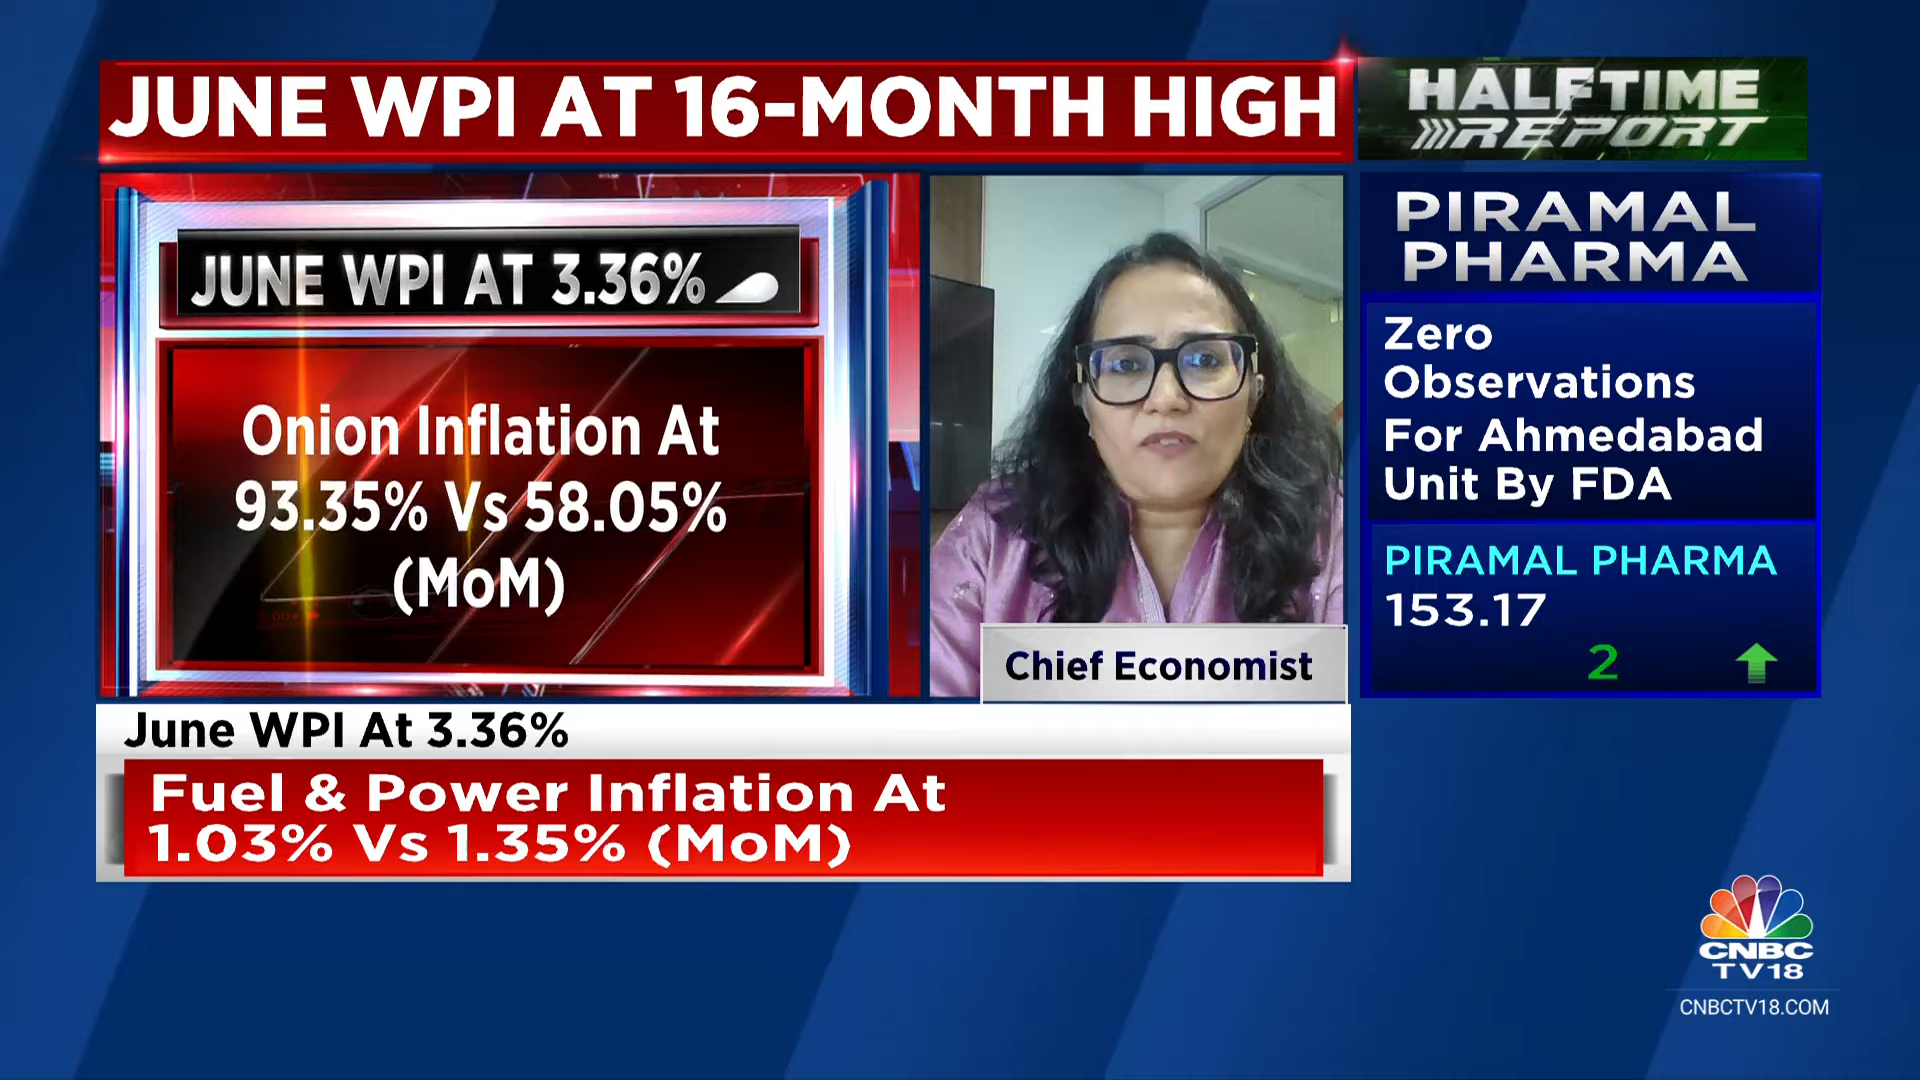 JUNE WPI AT 16-MONTH HIGH
HALFTIME
REPORT
JUNE WPI AT 3.36%
Onion Inflation At
93.35% Vs 58.05%
(MoM)
Chief Economist
PIRAMAL
PHARMA
Zero
Observations
For Ahmedabad
Unit By FDA
PIRAMAL PHARMA
153.17
2
June WPI At 3.36%
Fuel & Power Inflation At
1.03% Vs 1.35% (MoM)
CNBC
TV18
CNBCTV18.COM